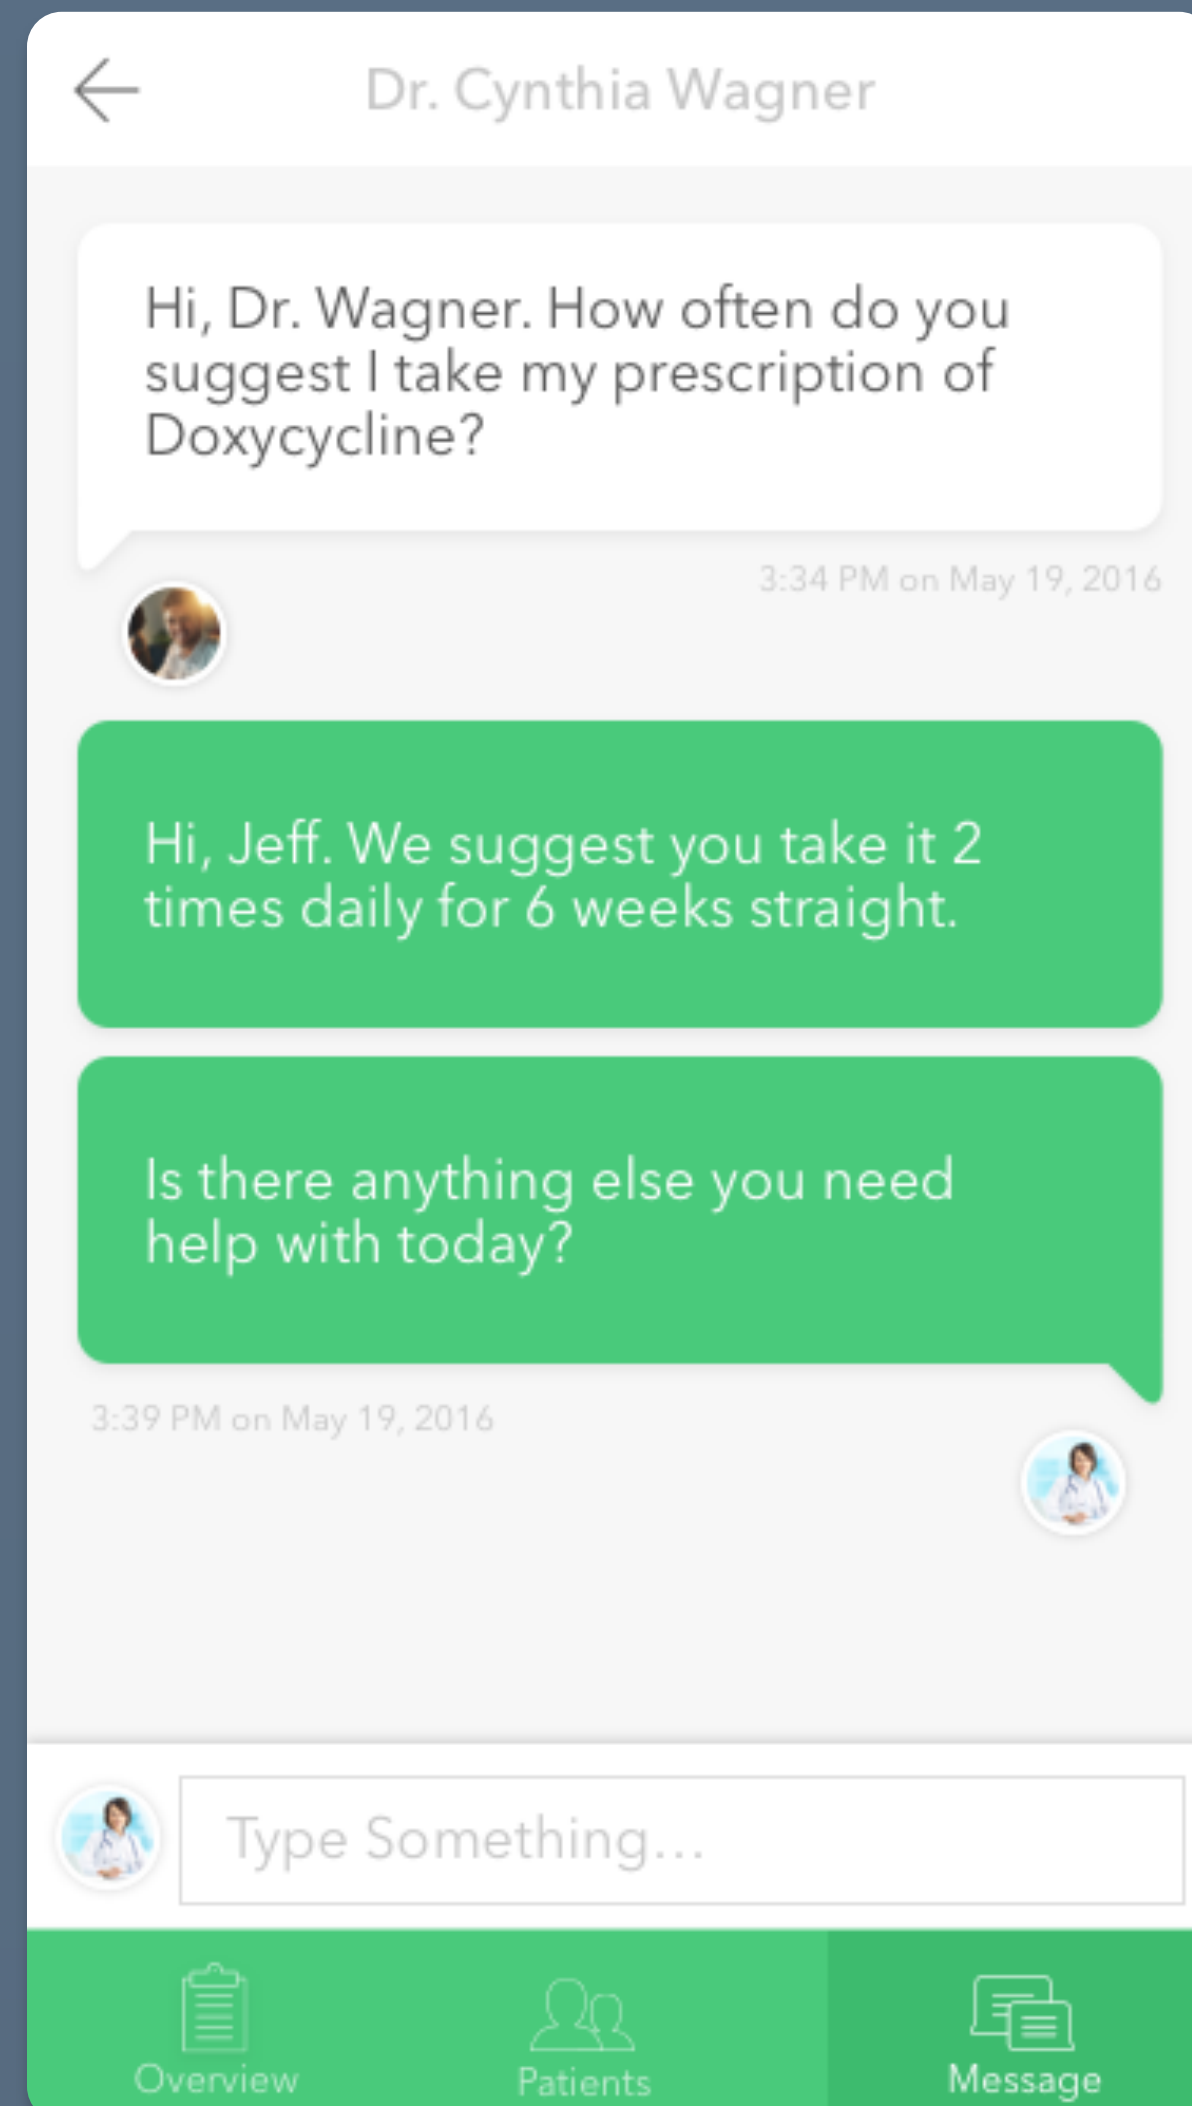 Dr. Cynthia Wagner
Hi, Dr. Wagner. How often do you
suggest I take my prescription of
Doxycycline?
3:34 PM on May 19, 2016
Hi, Jeff. We suggest you take it 2
times daily for 6 weeks straight.
Is there anything else you need
help with today?
3:39 PM on May 19, 2016
Type Something...
Overview
Patients
Message